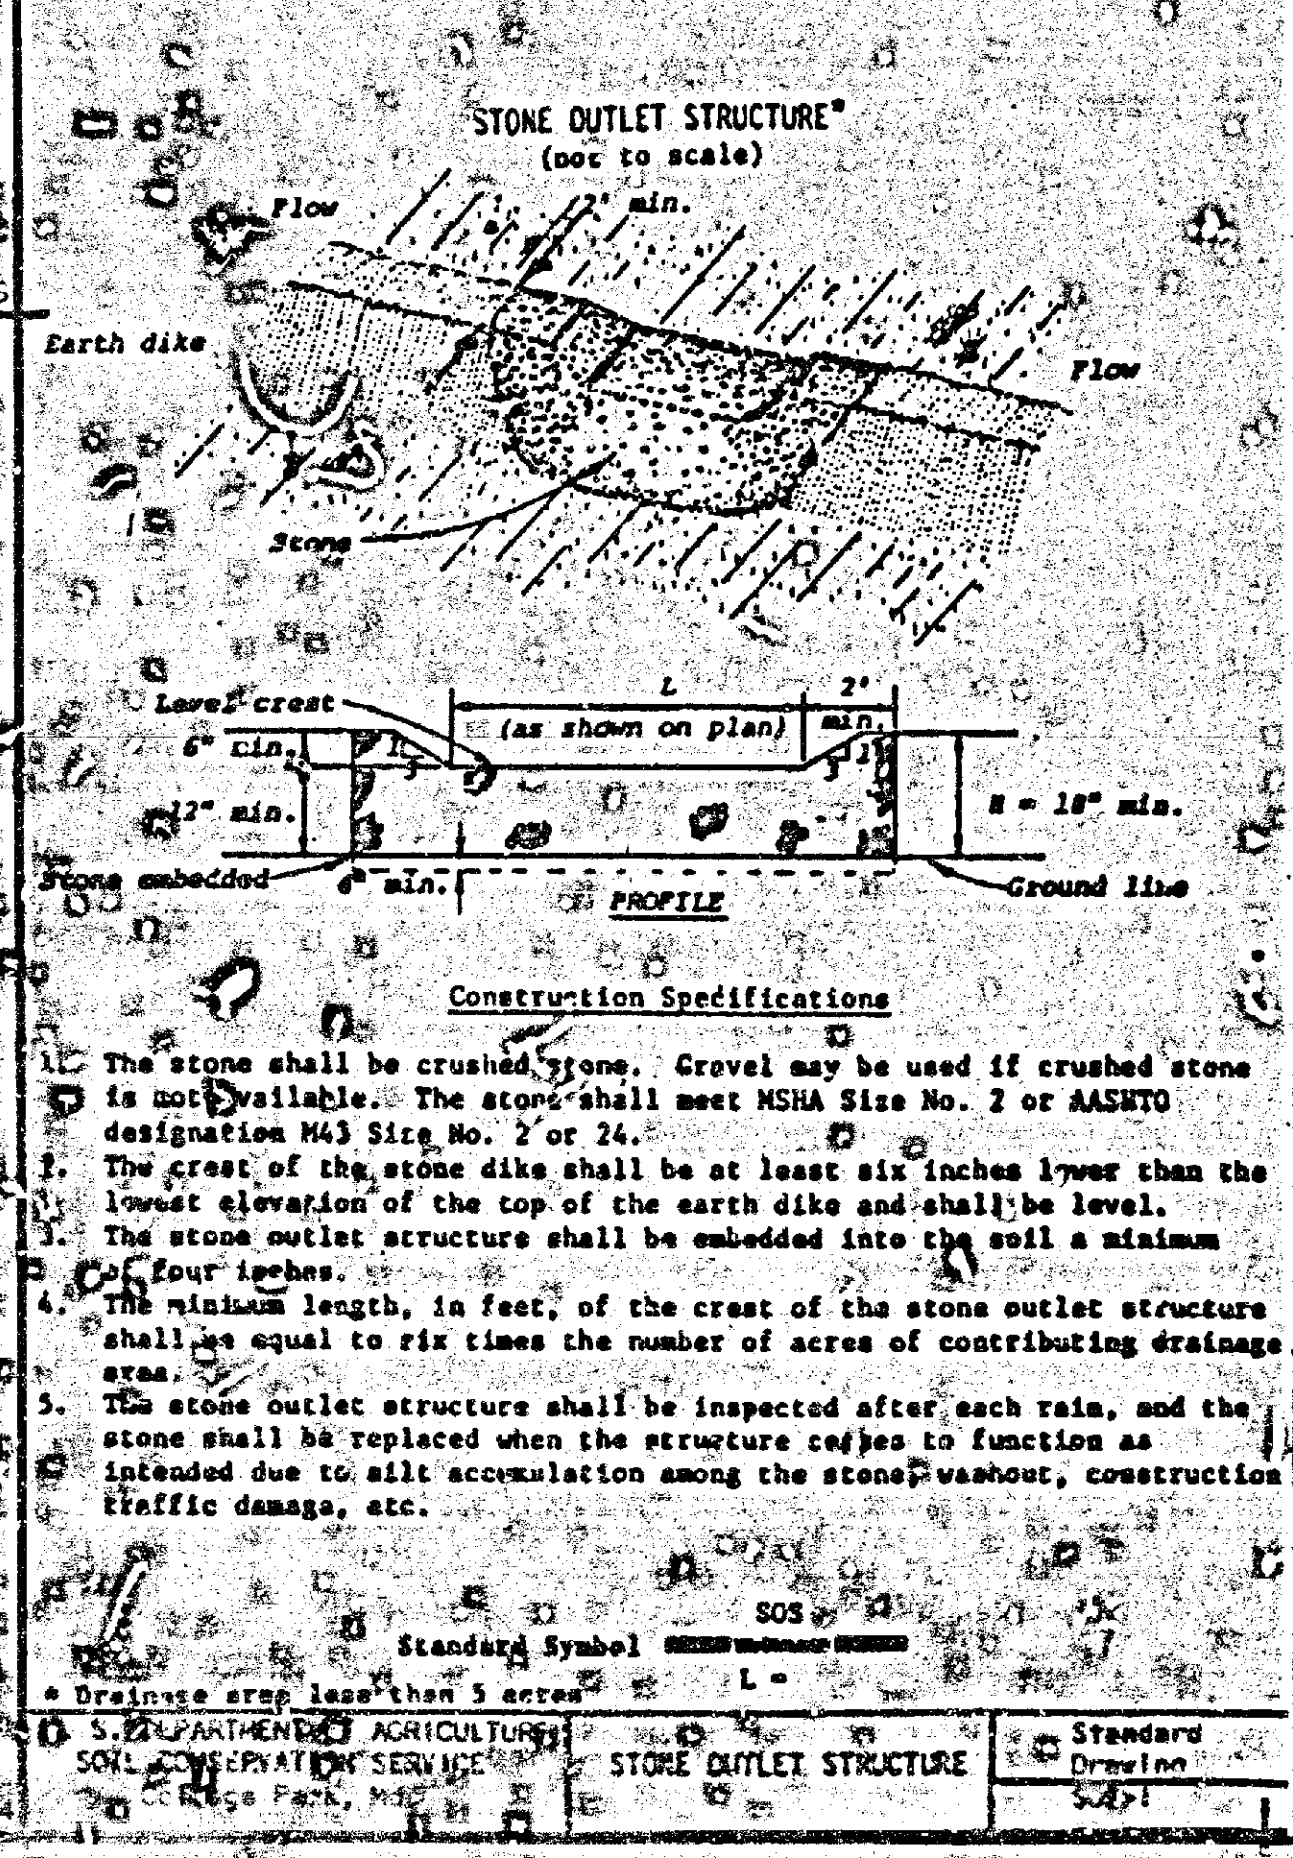 STONE OUTLET STRUCTURE*
(not to scale)
Flow
2' min.
Earth dike
Flow
Stone
Level crest
L
2'
(as shown on plan)
min.
6" min.
1
3
3
1
12" min.
H = 18" min.
Stone embedded
min.
Ground line
PROFILE
Construction Specifications
1. The stone shall be crushed stone. Gravel may be used if crushed stone
is not available. The stone shall meet MSHA Size No. 2 or AASHTO
designation M43 Size No. 2 or 24.
2. The crest of the stone dike shall be at least six inches lower than the
lowest elevation of the top of the earth dike and shall be level.
3. The stone outlet structure shall be embedded into the soil a minimum
of four inches.
4. The minimum length, in feet, of the crest of the stone outlet structure
shall be equal to six times the number of acres of contributing drainage
area.
5. The stone outlet structure shall be inspected after each rain, and the
stone shall be replaced when the structure ceases to function as
intended due to silt accumulation among the stone, washout, construction
traffic damage, etc.
SOS
Standard Symbol
L =
* Drainage area less than 5 acres
S. DEPARTMENT OF AGRICULTURE
SOIL CONSERVATION SERVICE
College Park, Md.
STONE OUTLET STRUCTURE
Standard
Drawing